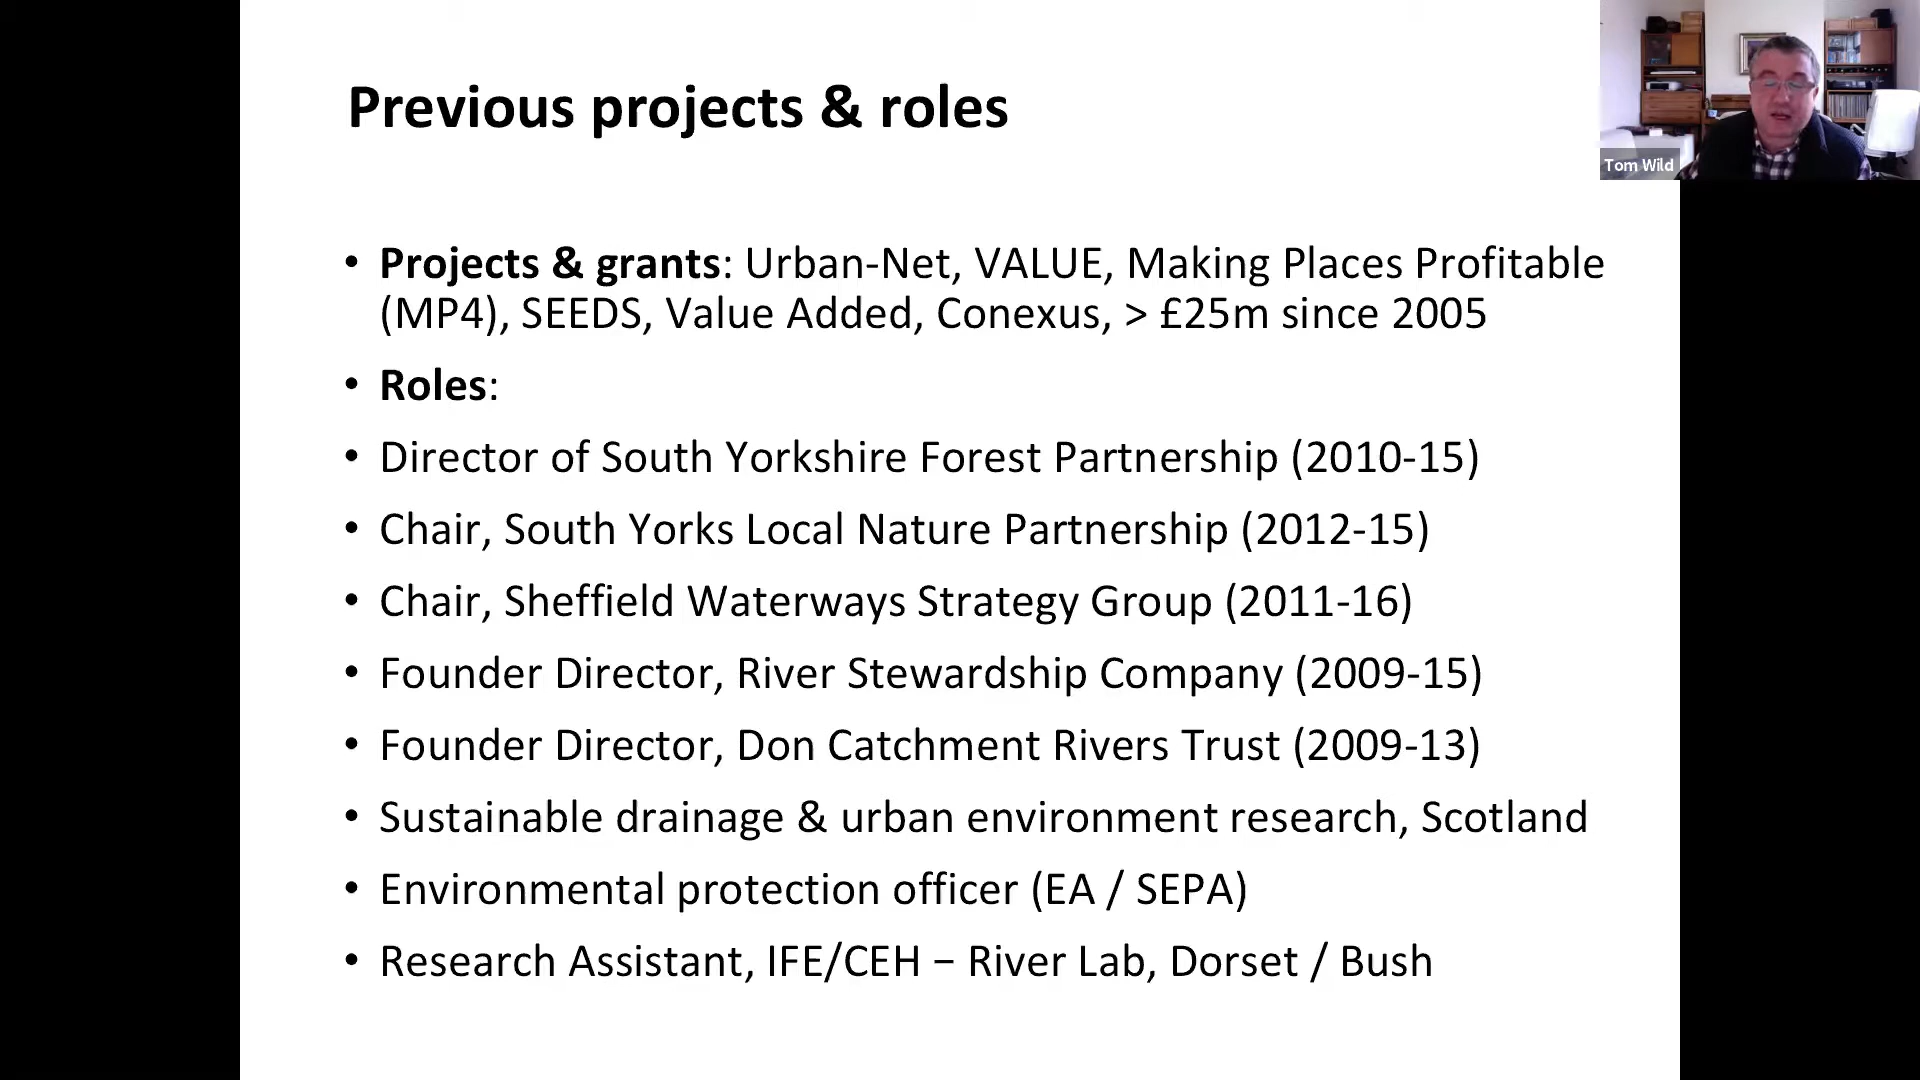 Previous projects & roles
Tom Wild
• Projects & grants: Urban-Net, VALUE, Making Places Profitable
(MP4), SEEDS, Value Added, Conexus, > £25m since 2005
• Roles:
• Director of South Yorkshire Forest Partnership (2010-15)
• Chair, South Yorks Local Nature Partnership (2012-15)
• Chair, Sheffield Waterways Strategy Group (2011-16)
• Founder Director, River Stewardship Company (2009-15)
• Founder Director, Don Catchment Rivers Trust (2009-13)
• Sustainable drainage & urban environment research, Scotland
• Environmental protection officer (EA / SEPA)
• Research Assistant, IFE/CEH – River Lab, Dorset / Bush